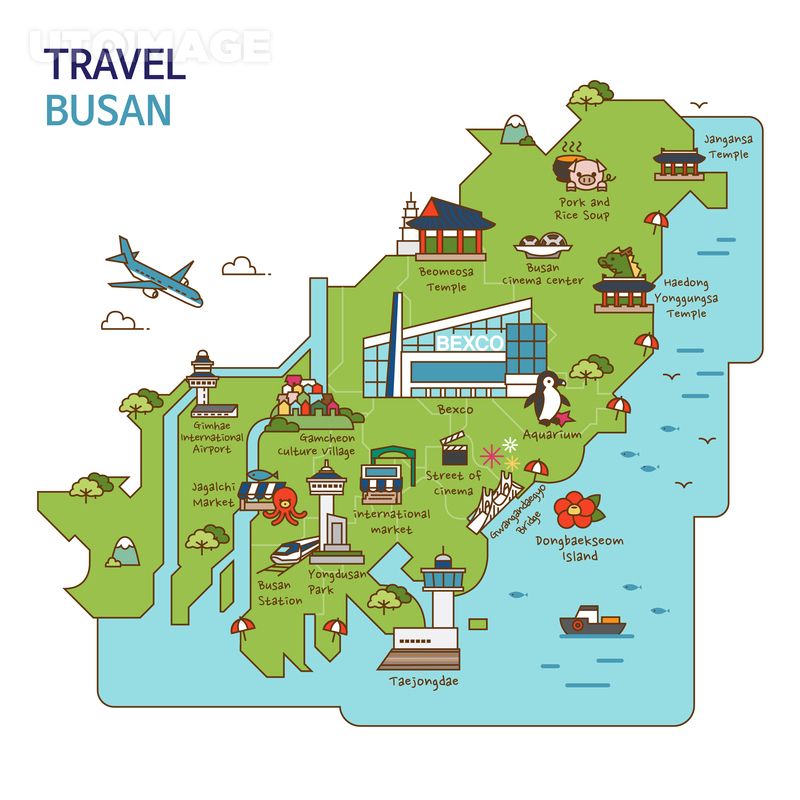 UTOIMAGE
TRAVEL
BUSAN
Jangansa
Temple
Pork and
Rice Soup
Beomeosa
Temple
Busan
cinema center
Haedong
Yonggungsa
Temple
BEXCO
Bexco
Aquarium
Gimhae
International
Airport
Gamcheon
culture village
Jagalchi
Market
international
market
Street of
cinema
Gwangandaegyo
Bridge
Dongbaekseom
Island
Busan
Station
Yongdusan
Park
Taejongdae